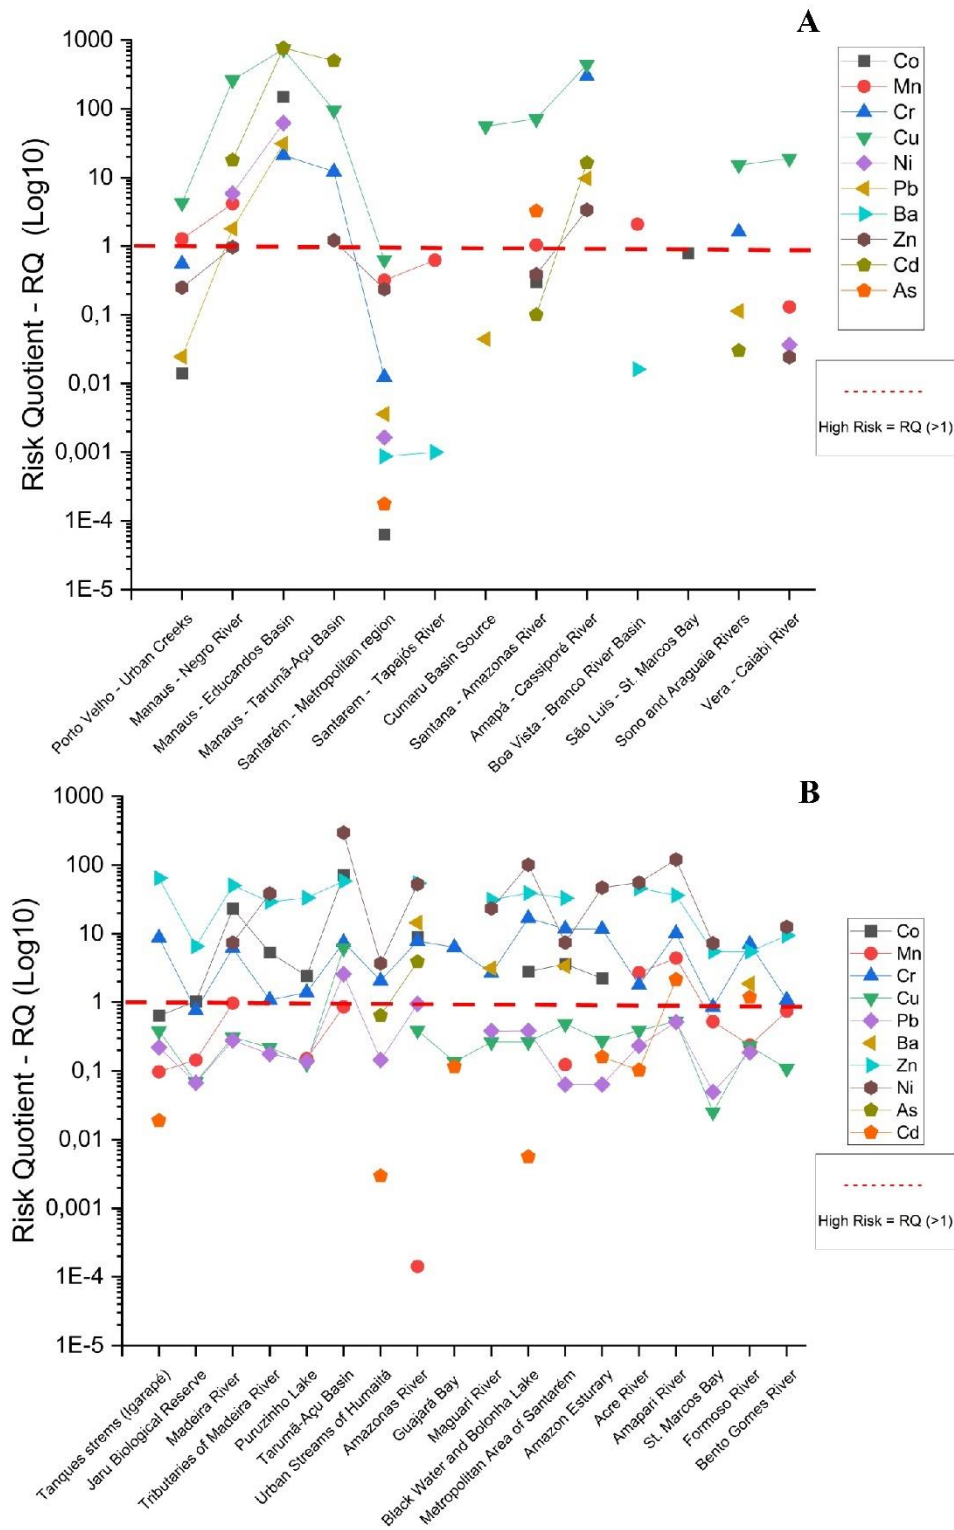 A
Risk Quotient - RQ (Log10)
1000
100
10
1
0,1
0,01
0,001
1E-4
1E-5
Co
Mn
Cr
Cu
Ni
Pb
Ba
Zn
Cd
As
High Risk = RQ (>1)
Porto Velho - Urban Creeks
Manaus - Negro River
Manaus - Educandos Basin
Manaus - Tarumã-Açu Basin
Santarém - Metropolitan region
Santarem - Tapajós River
Cumaru Basin Source
Santana - Amazonas River
Amapá - Cassiporé River
Boa Vista - Branco River Basin
São Luis - St. Marcos Bay
Sono and Araguaia Rivers
Vera - Caiabi River
B
Risk Quotient - RQ (Log10)
1000
100
10
1
0,1
0,01
0,001
1E-4
1E-5
Co
Mn
Cr
Cu
Pb
Ba
Zn
Ni
As
Cd
High Risk = RQ (>1)
Tanques strems (Igarapé)
Jaru Biological Reserve
Madeira River
Tributaries of Madeira River
Puruzinho Lake
Tarumã-Açu Basin
Urban Streams of Humaitá
Amazonas River
Guajará Bay
Maguari River
Black Water and Bolonha Lake
Metropolitan Area of Santarém
Amazon Esturary
Acre River
Amapari River
St. Marcos Bay
Formoso River
Bento Gomes River